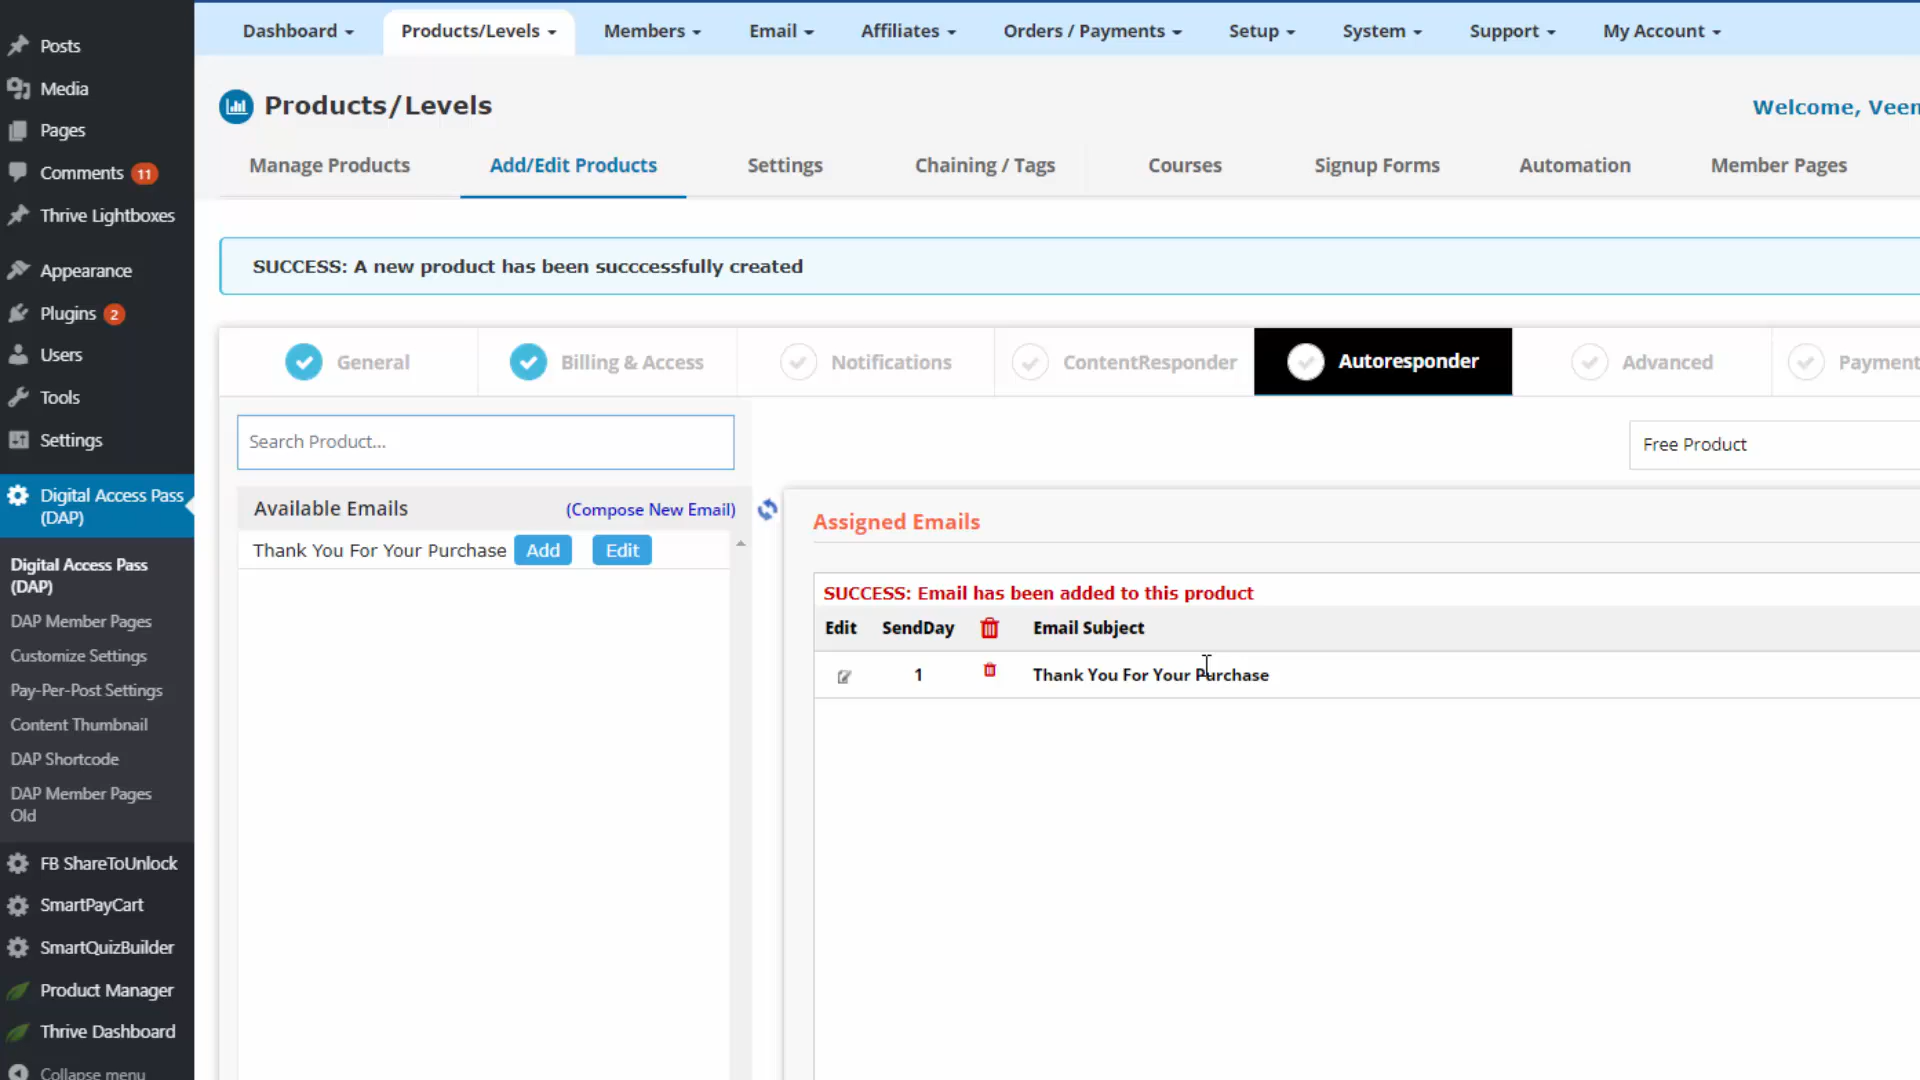 Posts
Media
Pages
Comments 11
Thrive Lightboxes
Appearance
Plugins 2
Users
Tools
Settings
Digital Access Pass
(DAP)
Digital Access Pass
(DAP)
DAP Member Pages
Customize Settings
Pay-Per-Post Settings
Content Thumbnail
DAP Shortcode
DAP Member Pages
Old
FB ShareToUnlock
SmartPayCart
SmartQuizBuilder
Product Manager
Thrive Dashboard
Collapse menu
Dashboard Products/Levels Members Email Affiliates Orders / Payments Setup System Support My Account
Products/Levels
Welcome, Veen
Manage Products Add/Edit Products Settings Chaining / Tags Courses Signup Forms Automation Member Pages
SUCCESS: A new product has been succcessfully created
General Billing & Access Notifications ContentResponder Autoresponder Advanced Payment
Search Product...
Free Product
Available Emails (Compose New Email)
Thank You For Your Purchase Add Edit
Assigned Emails
SUCCESS: Email has been added to this product
Edit SendDay Email Subject
1 Thank You For Your Purchase